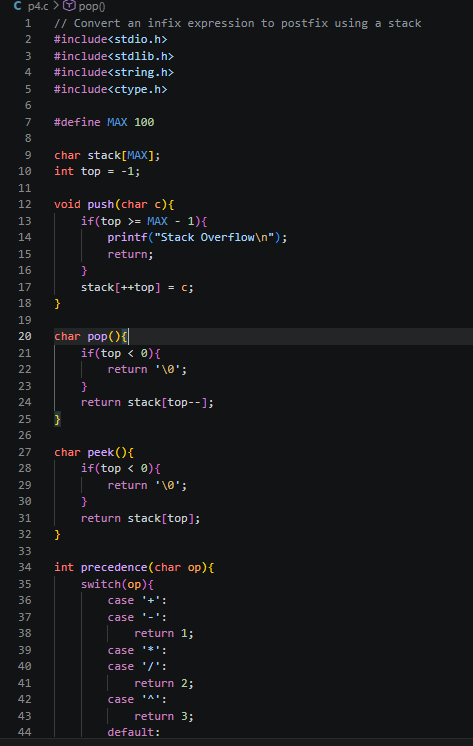 C p4.c > pop()
1 // Convert an infix expression to postfix using a stack
2 #include<stdio.h>
3 #include<stdlib.h>
4 #include<string.h>
5 #include<ctype.h>
6
7 #define MAX 100
8
9 char stack[MAX];
10 int top = -1;
11
12 void push(char c){
13     if(top >= MAX - 1){
14         printf("Stack Overflow\n");
15         return;
16     }
17     stack[++top] = c;
18 }
19
20 char pop(){
21     if(top < 0){
22         return '\0';
23     }
24     return stack[top--];
25 }
26
27 char peek(){
28     if(top < 0){
29         return '\0';
30     }
31     return stack[top];
32 }
33
34 int precedence(char op){
35     switch(op){
36         case '+':
37         case '-':
38             return 1;
39         case '*':
40         case '/':
41             return 2;
42         case '^':
43             return 3;
44         default: